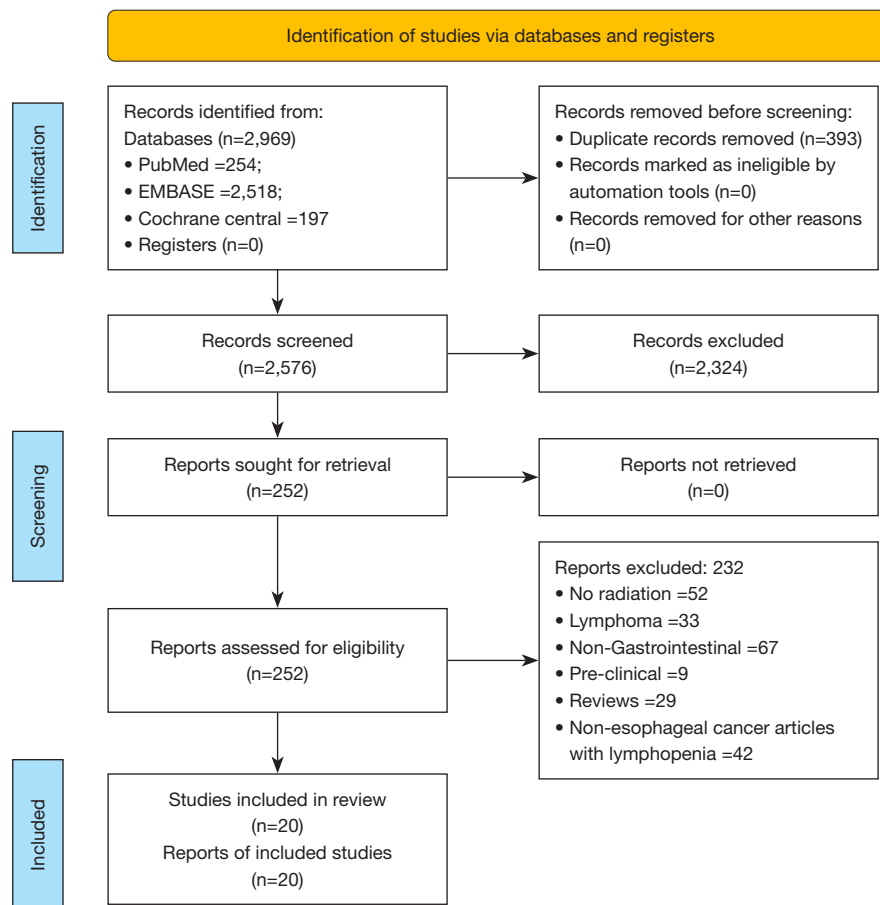 Identification of studies via databases and registers
Identification
Records identified from:
Databases (n=2,969)
• PubMed =254;
• EMBASE =2,518;
• Cochrane central =197
• Registers (n=0)
Records removed before screening:
• Duplicate records removed (n=393)
• Records marked as ineligible by
automation tools (n=0)
• Records removed for other reasons
(n=0)
Records screened
(n=2,576)
Records excluded
(n=2,324)
Screening
Reports sought for retrieval
(n=252)
Reports not retrieved
(n=0)
Reports assessed for eligibility
(n=252)
Reports excluded: 232
• No radiation =52
• Lymphoma =33
• Non-Gastrointestinal =67
• Pre-clinical =9
• Reviews =29
• Non-esophageal cancer articles
with lymphopenia =42
Included
Studies included in review
(n=20)
Reports of included studies
(n=20)